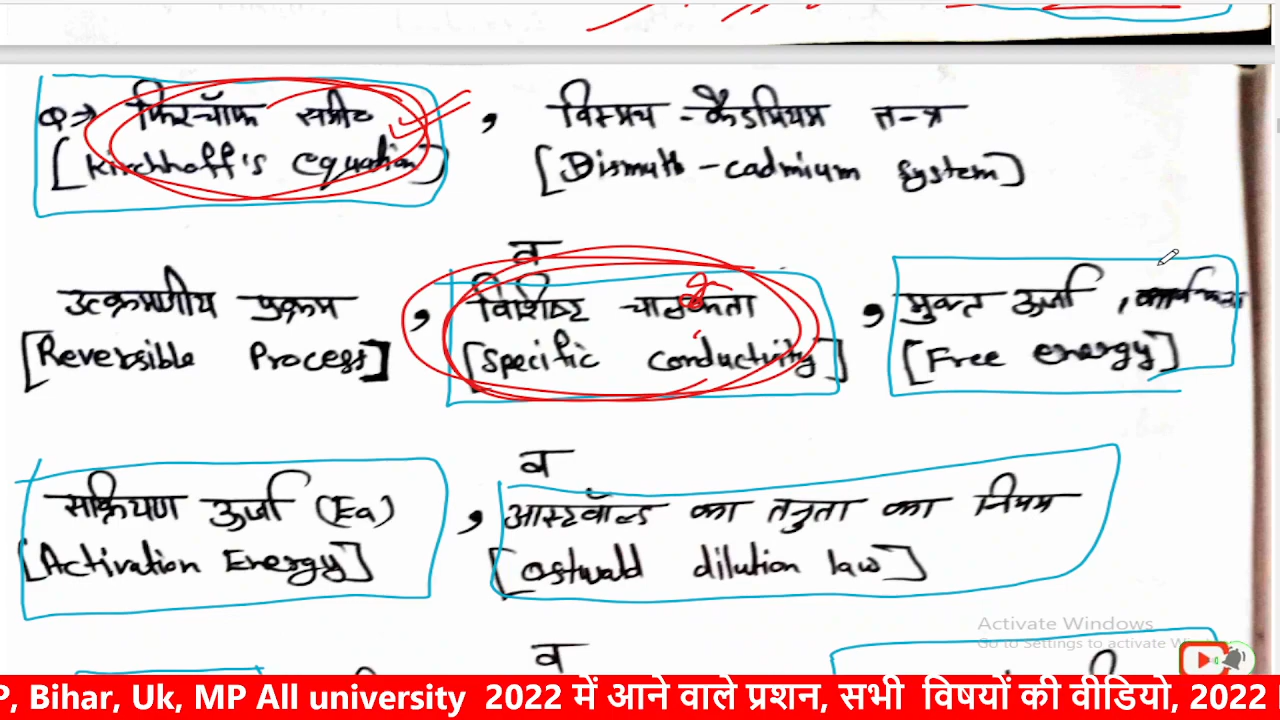 Q→ किरचॉफ समी० , विस्मथ - कैडमियम तन्त्र
[Kirchhoff's equation] [Bismuth - cadmium system]
व
उत्क्रमणीय प्रक्रम , विशिष्ट चालकता , मुक्त ऊर्जा ,
[Reversible Process] [Specific conductivity] [Free energy]
व
सक्रियण ऊर्जा (Ea) , आस्टवॉल्ड का तनुता का नियम
[Activation Energy] [Ostwald dilution law]
व
Activate Windows
Go to Settings to activate
P, Bihar, Uk, MP All university 2022 में आने वाले प्रशन, सभी विषयों की वीडियो, 2022